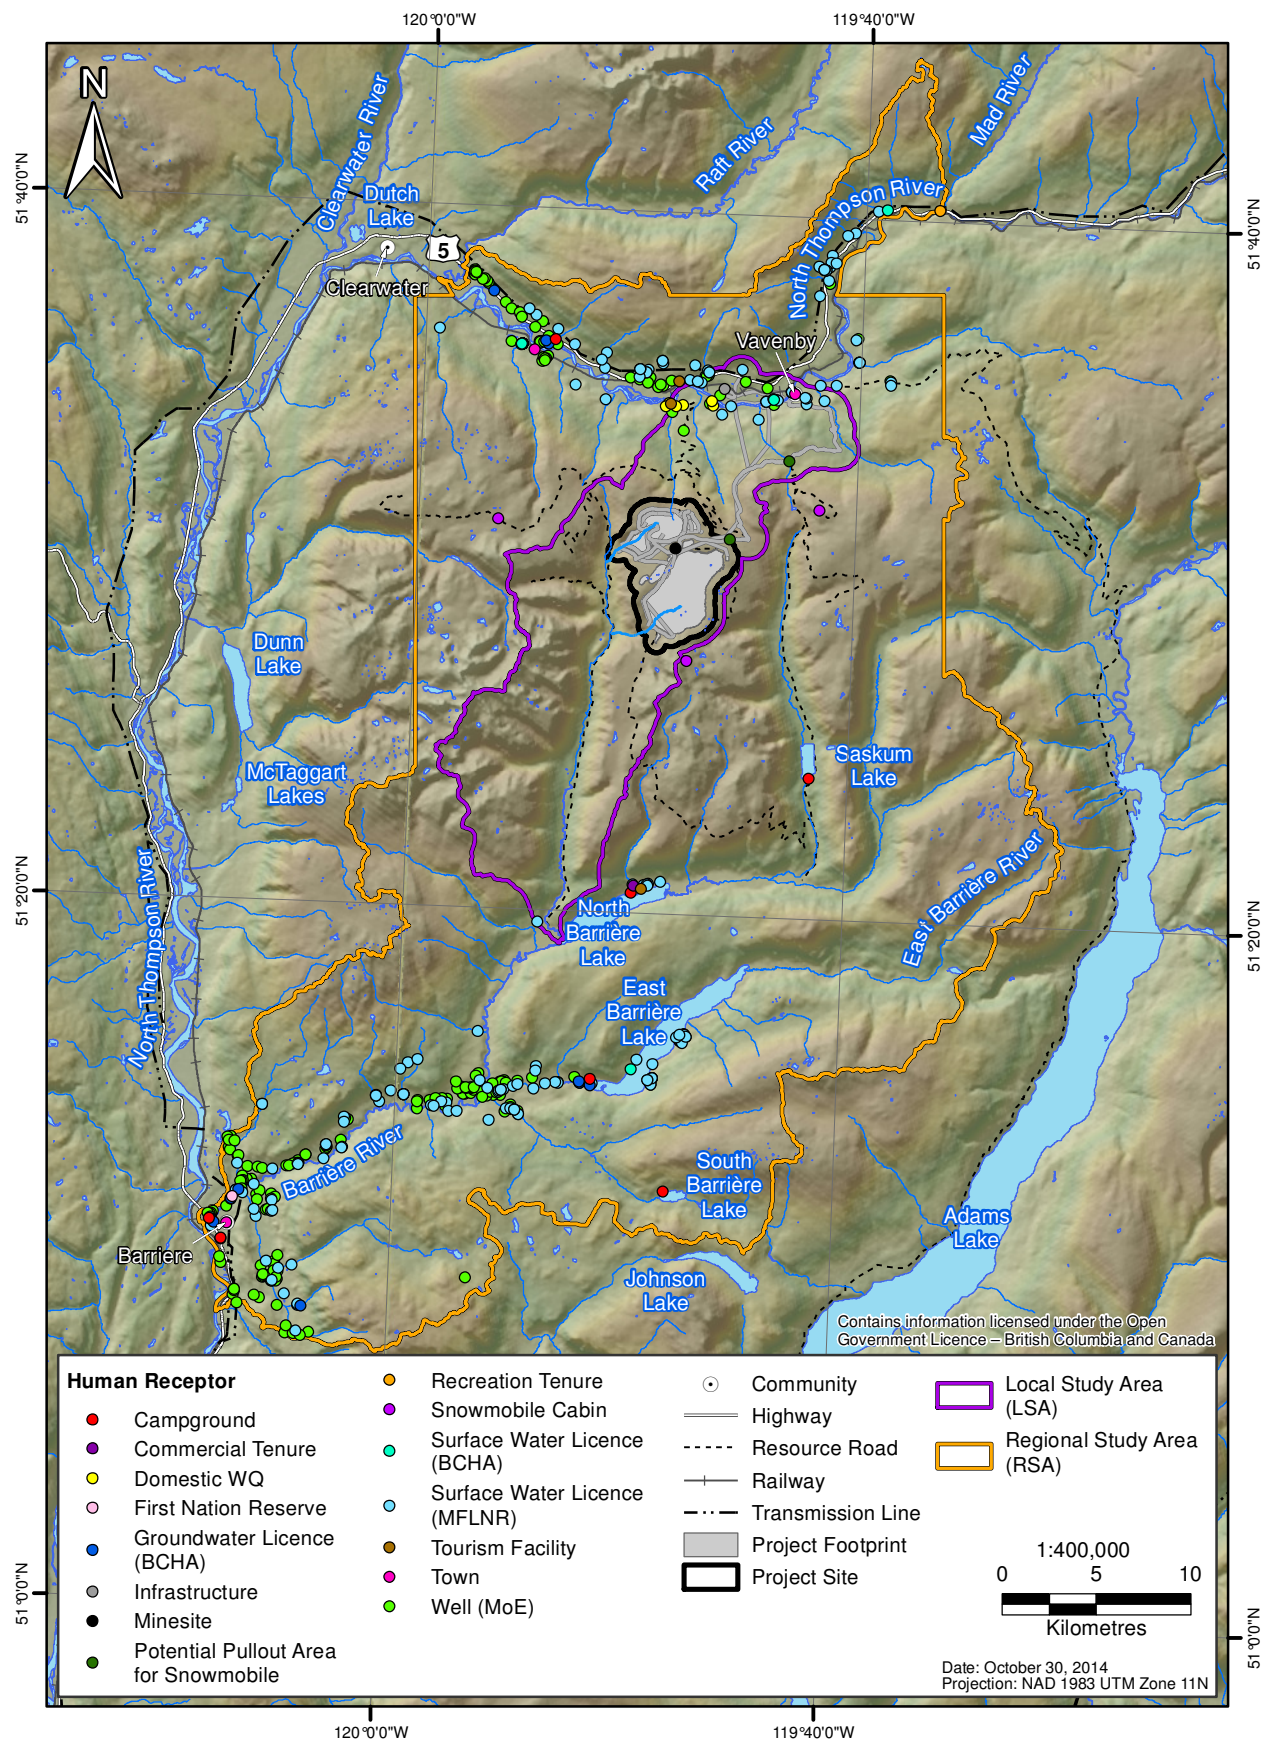 120°0'0"W
119°40'0"W
N
51°40'0"N
51°40'0"N
Clearwater River
Dutch
Lake
Raft River
Mad River
North Thompson River
5
Clearwater
Vavenby
Dunn
Lake
McTaggart
Lakes
Saskum
Lake
North Thompson River
51°20'0"N
51°20'0"N
East Barrière River
North
Barrière
Lake
East
Barrière
Lake
Barrière River
South
Barrière
Lake
Adams
Lake
Barriere
Johnson
Lake
Contains information licensed under the Open
Government Licence – British Columbia and Canada
Human Receptor
Campground
Commercial Tenure
Domestic WQ
First Nation Reserve
Groundwater Licence
(BCHA)
Infrastructure
Minesite
Potential Pullout Area
for Snowmobile
Recreation Tenure
Snowmobile Cabin
Surface Water Licence
(BCHA)
Surface Water Licence
(MFLNR)
Tourism Facility
Town
Well (MoE)
Community
Highway
Resource Road
Railway
Transmission Line
Project Footprint
Project Site
Local Study Area
(LSA)
Regional Study Area
(RSA)
1:400,000
0 5 10
Kilometres
Date: October 30, 2014
Projection: NAD 1983 UTM Zone 11N
51°0'0"N
51°0'0"N
120°0'0"W
119°40'0"W